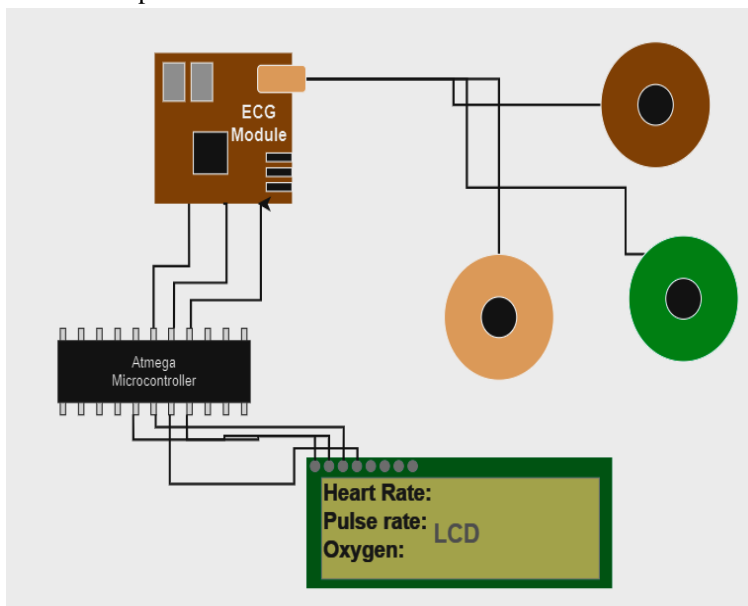 ECG
Module
Atmega
Microcontroller
Heart Rate:
Pulse rate:
LCD
Oxygen: